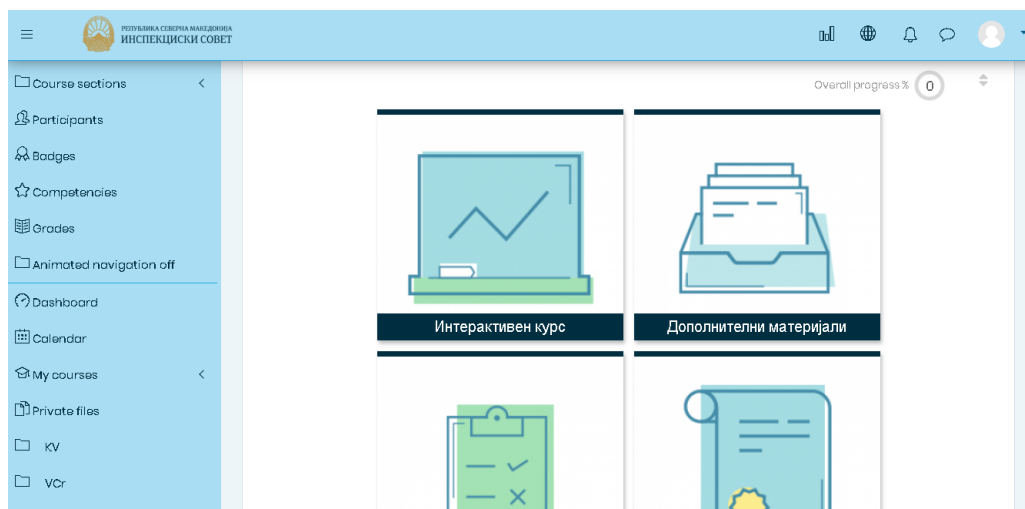 РЕПУБЛИКА СЕВЕРНА МАКЕДОНИЈА
ИНСПЕКЦИСКИ СОВЕТ
Course sections
Participants
Badges
Competencies
Grades
Animated navigation off
Dashboard
Calendar
My courses
Private files
KV
VCr
Overall progress % 0
Интерактивен курс
Дополнителни материјали